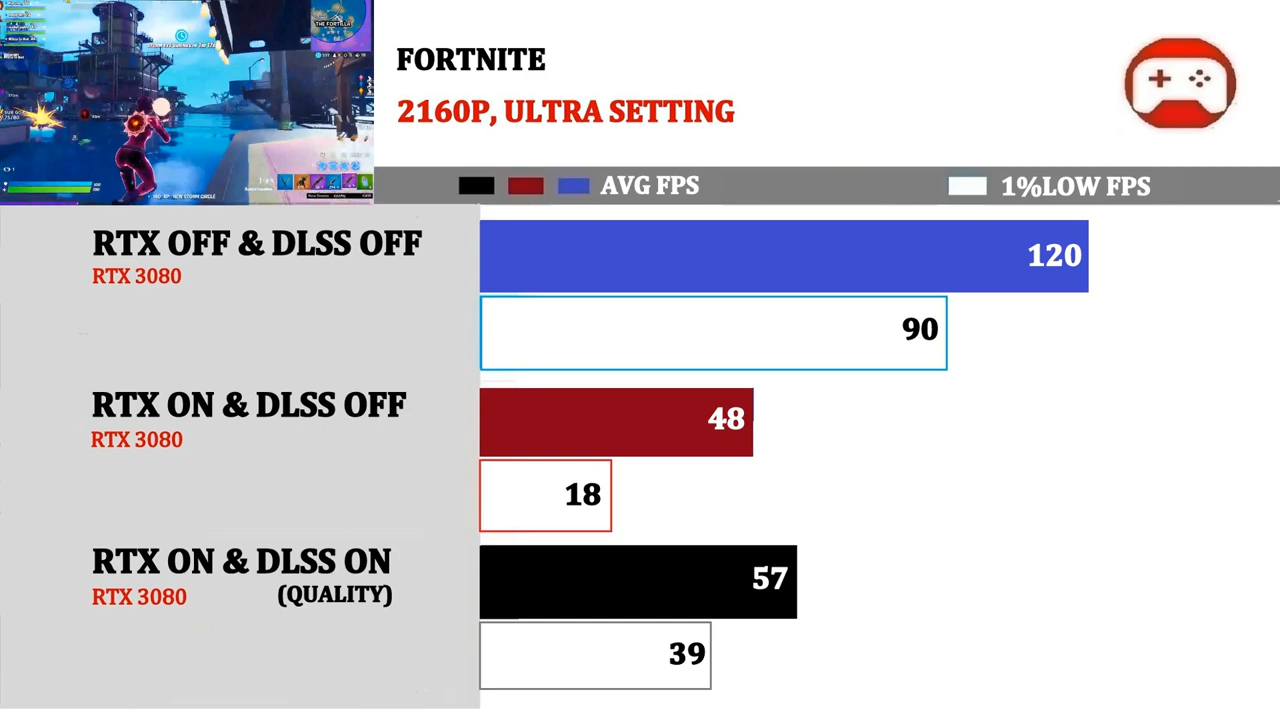 THE FORTILLA
FORTNITE
2160P, ULTRA SETTING
AVG FPS
1%LOW FPS
RTX OFF & DLSS OFF
RTX 3080
120
90
RTX ON & DLSS OFF
RTX 3080
48
18
RTX ON & DLSS ON
RTX 3080
(QUALITY)
57
39